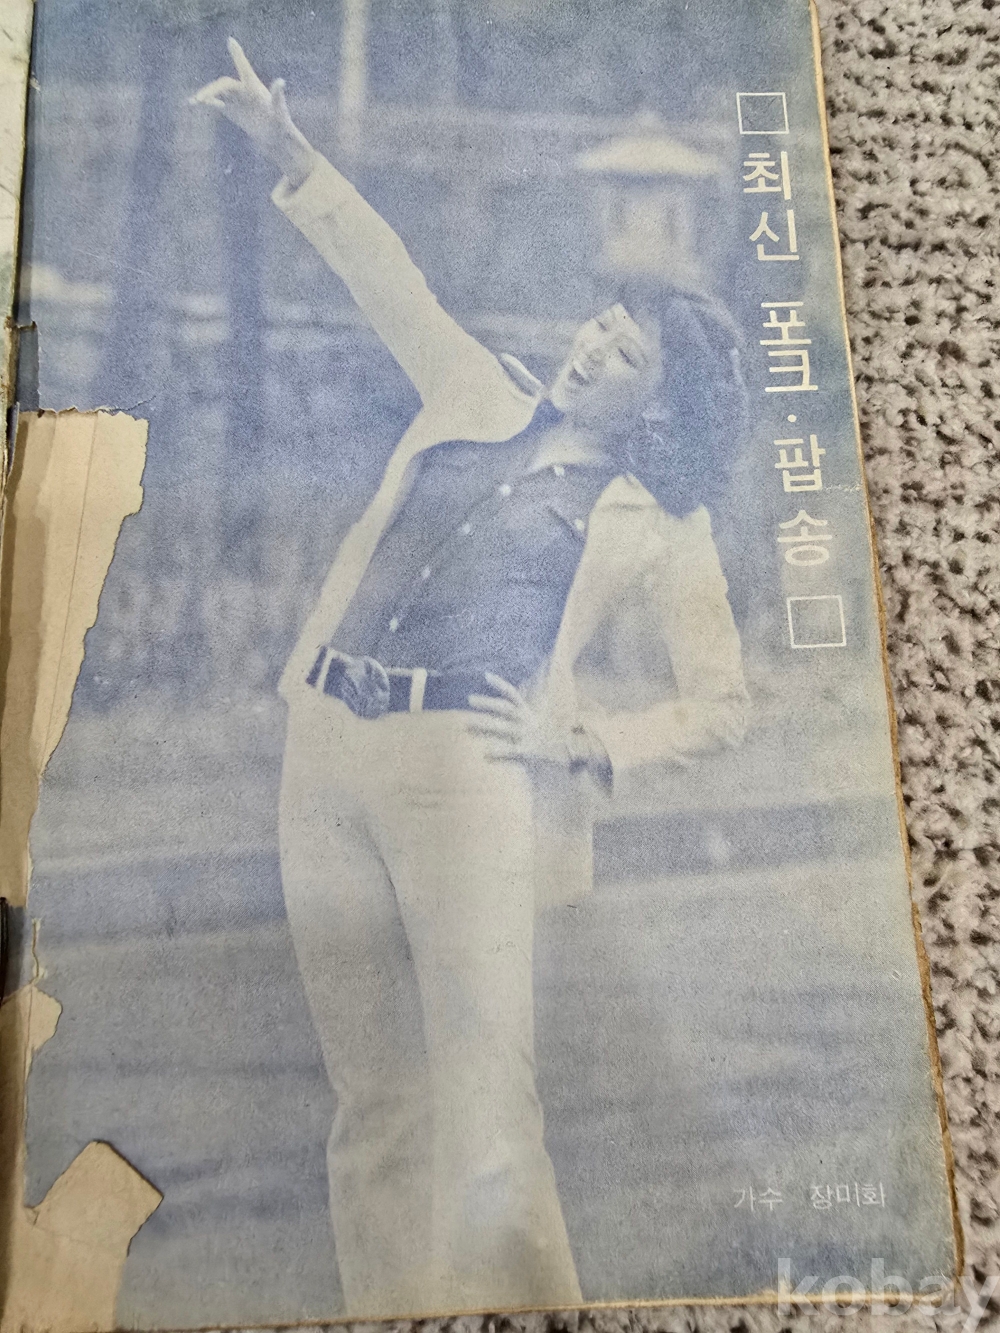 □ 최신 포크·팝송 □
가수 장미화
kobay